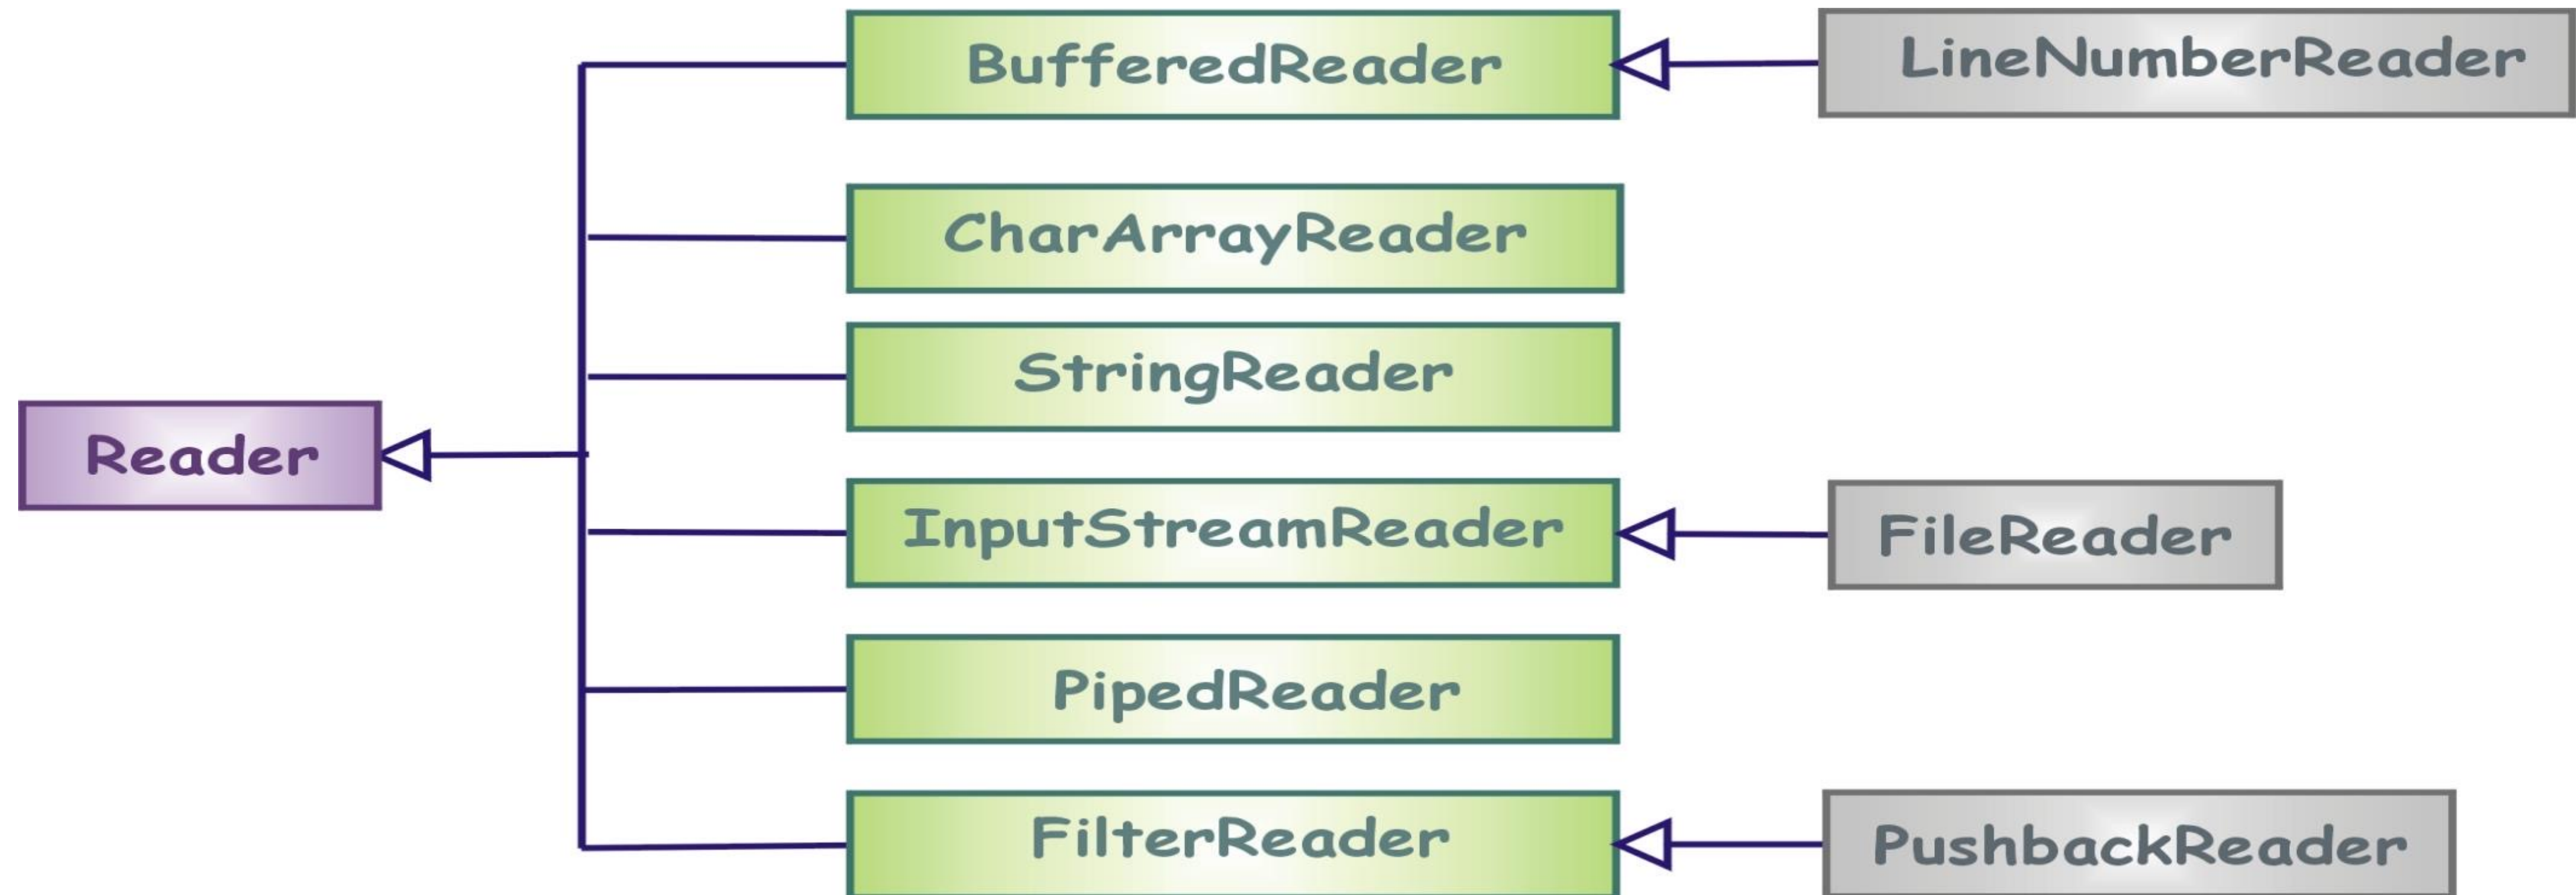 BufferedReader
LineNumberReader
CharArrayReader
StringReader
Reader
InputStreamReader
FileReader
PipedReader
FilterReader
PushbackReader